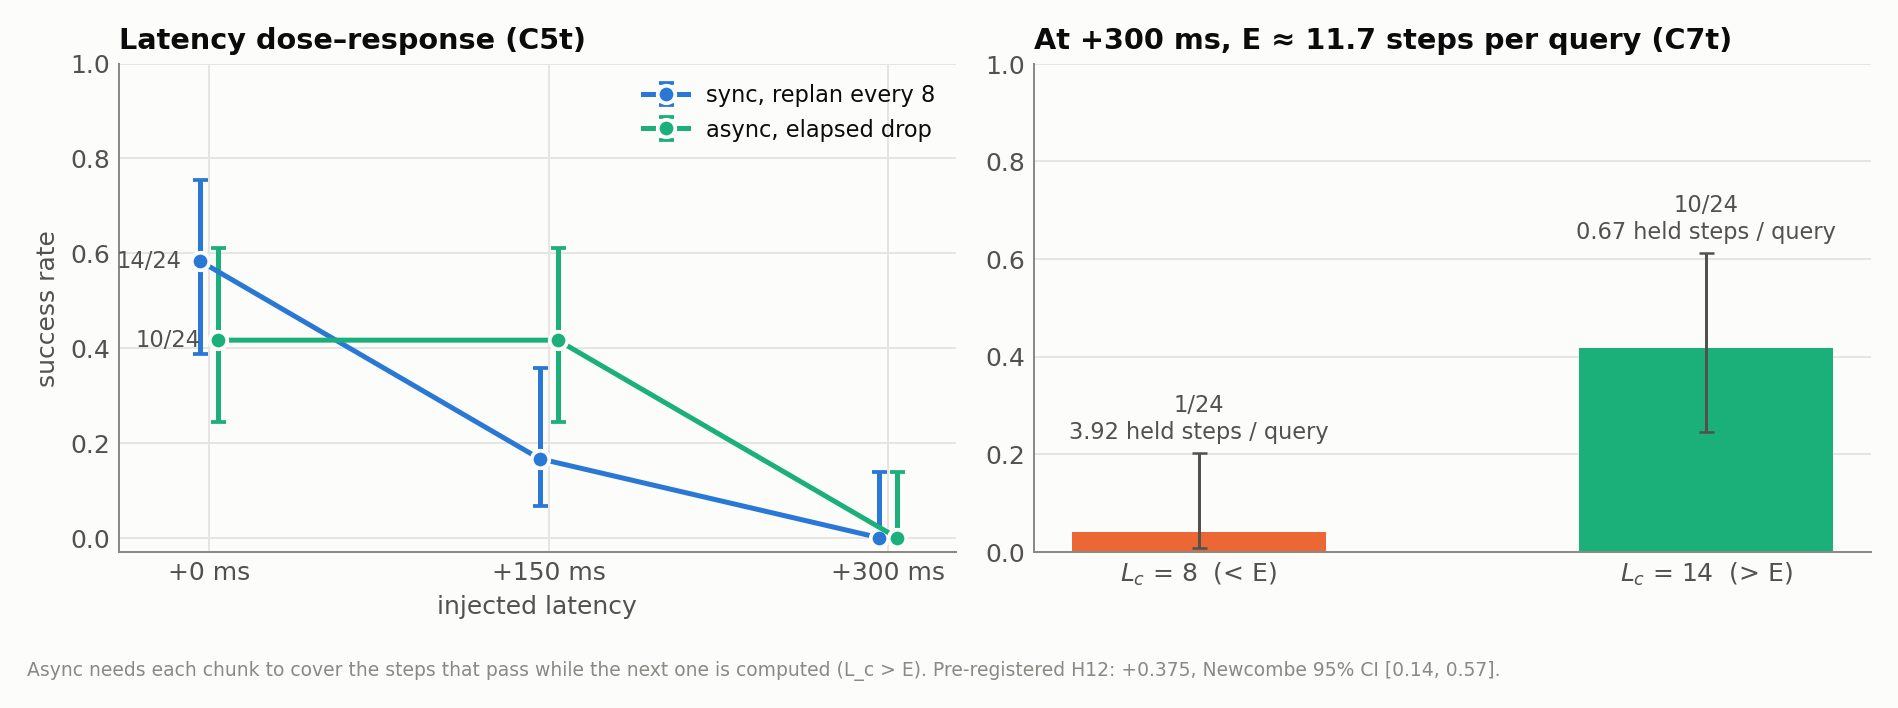 Latency dose–response (C5t)
success rate
1.0
0.8
0.6
0.4
0.2
0.0
sync, replan every 8
async, elapsed drop
14/24
10/24
+0 ms
+150 ms
+300 ms
injected latency
At +300 ms, E ≈ 11.7 steps per query (C7t)
1.0
0.8
0.6
0.4
0.2
0.0
1/24
3.92 held steps / query
10/24
0.67 held steps / query
L_c = 8 (< E)
L_c = 14 (> E)
Async needs each chunk to cover the steps that pass while the next one is computed (L_c > E). Pre-registered H12: +0.375, Newcombe 95% CI [0.14, 0.57].